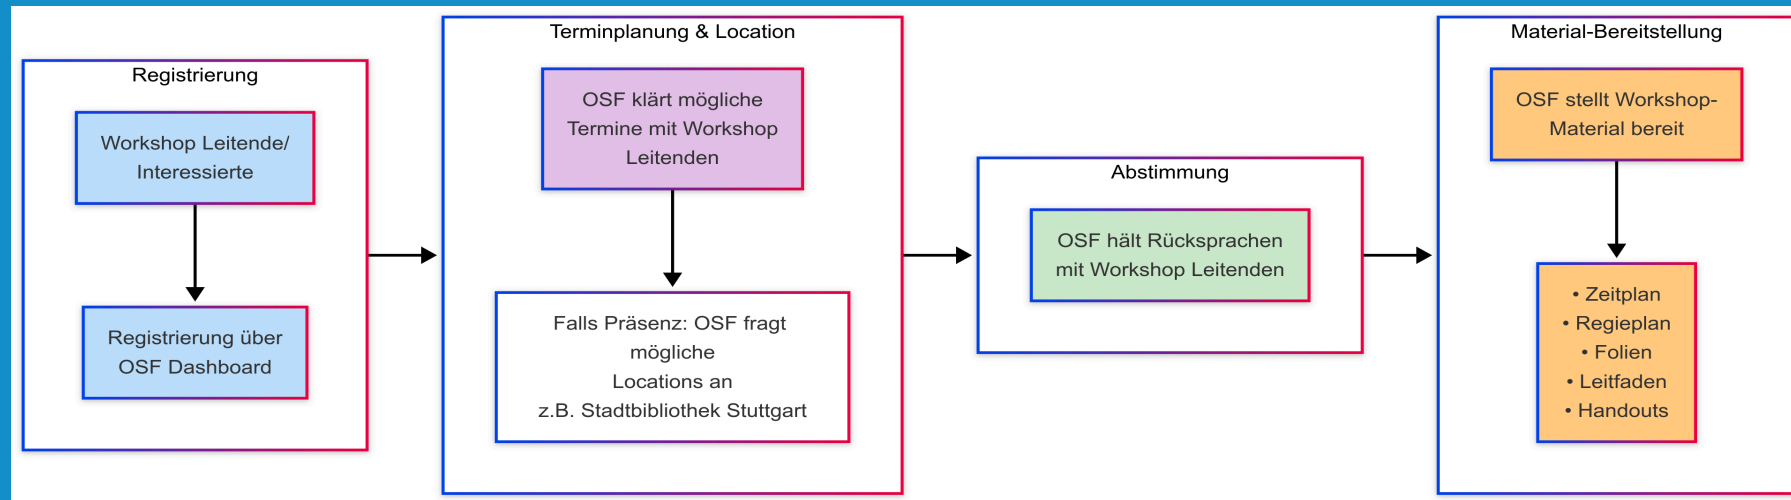 Registrierung
Workshop Leitende/
Interessierte
Registrierung über
OSF Dashboard
Terminplanung & Location
OSF klärt mögliche
Termine mit Workshop
Leitenden
Falls Präsenz: OSF fragt
mögliche
Locations an
z.B. Stadtbibliothek Stuttgart
Abstimmung
OSF hält Rücksprachen
mit Workshop Leitenden
Material-Bereitstellung
OSF stellt Workshop-
Material bereit
• Zeitplan
• Regieplan
• Folien
• Leitfaden
• Handouts